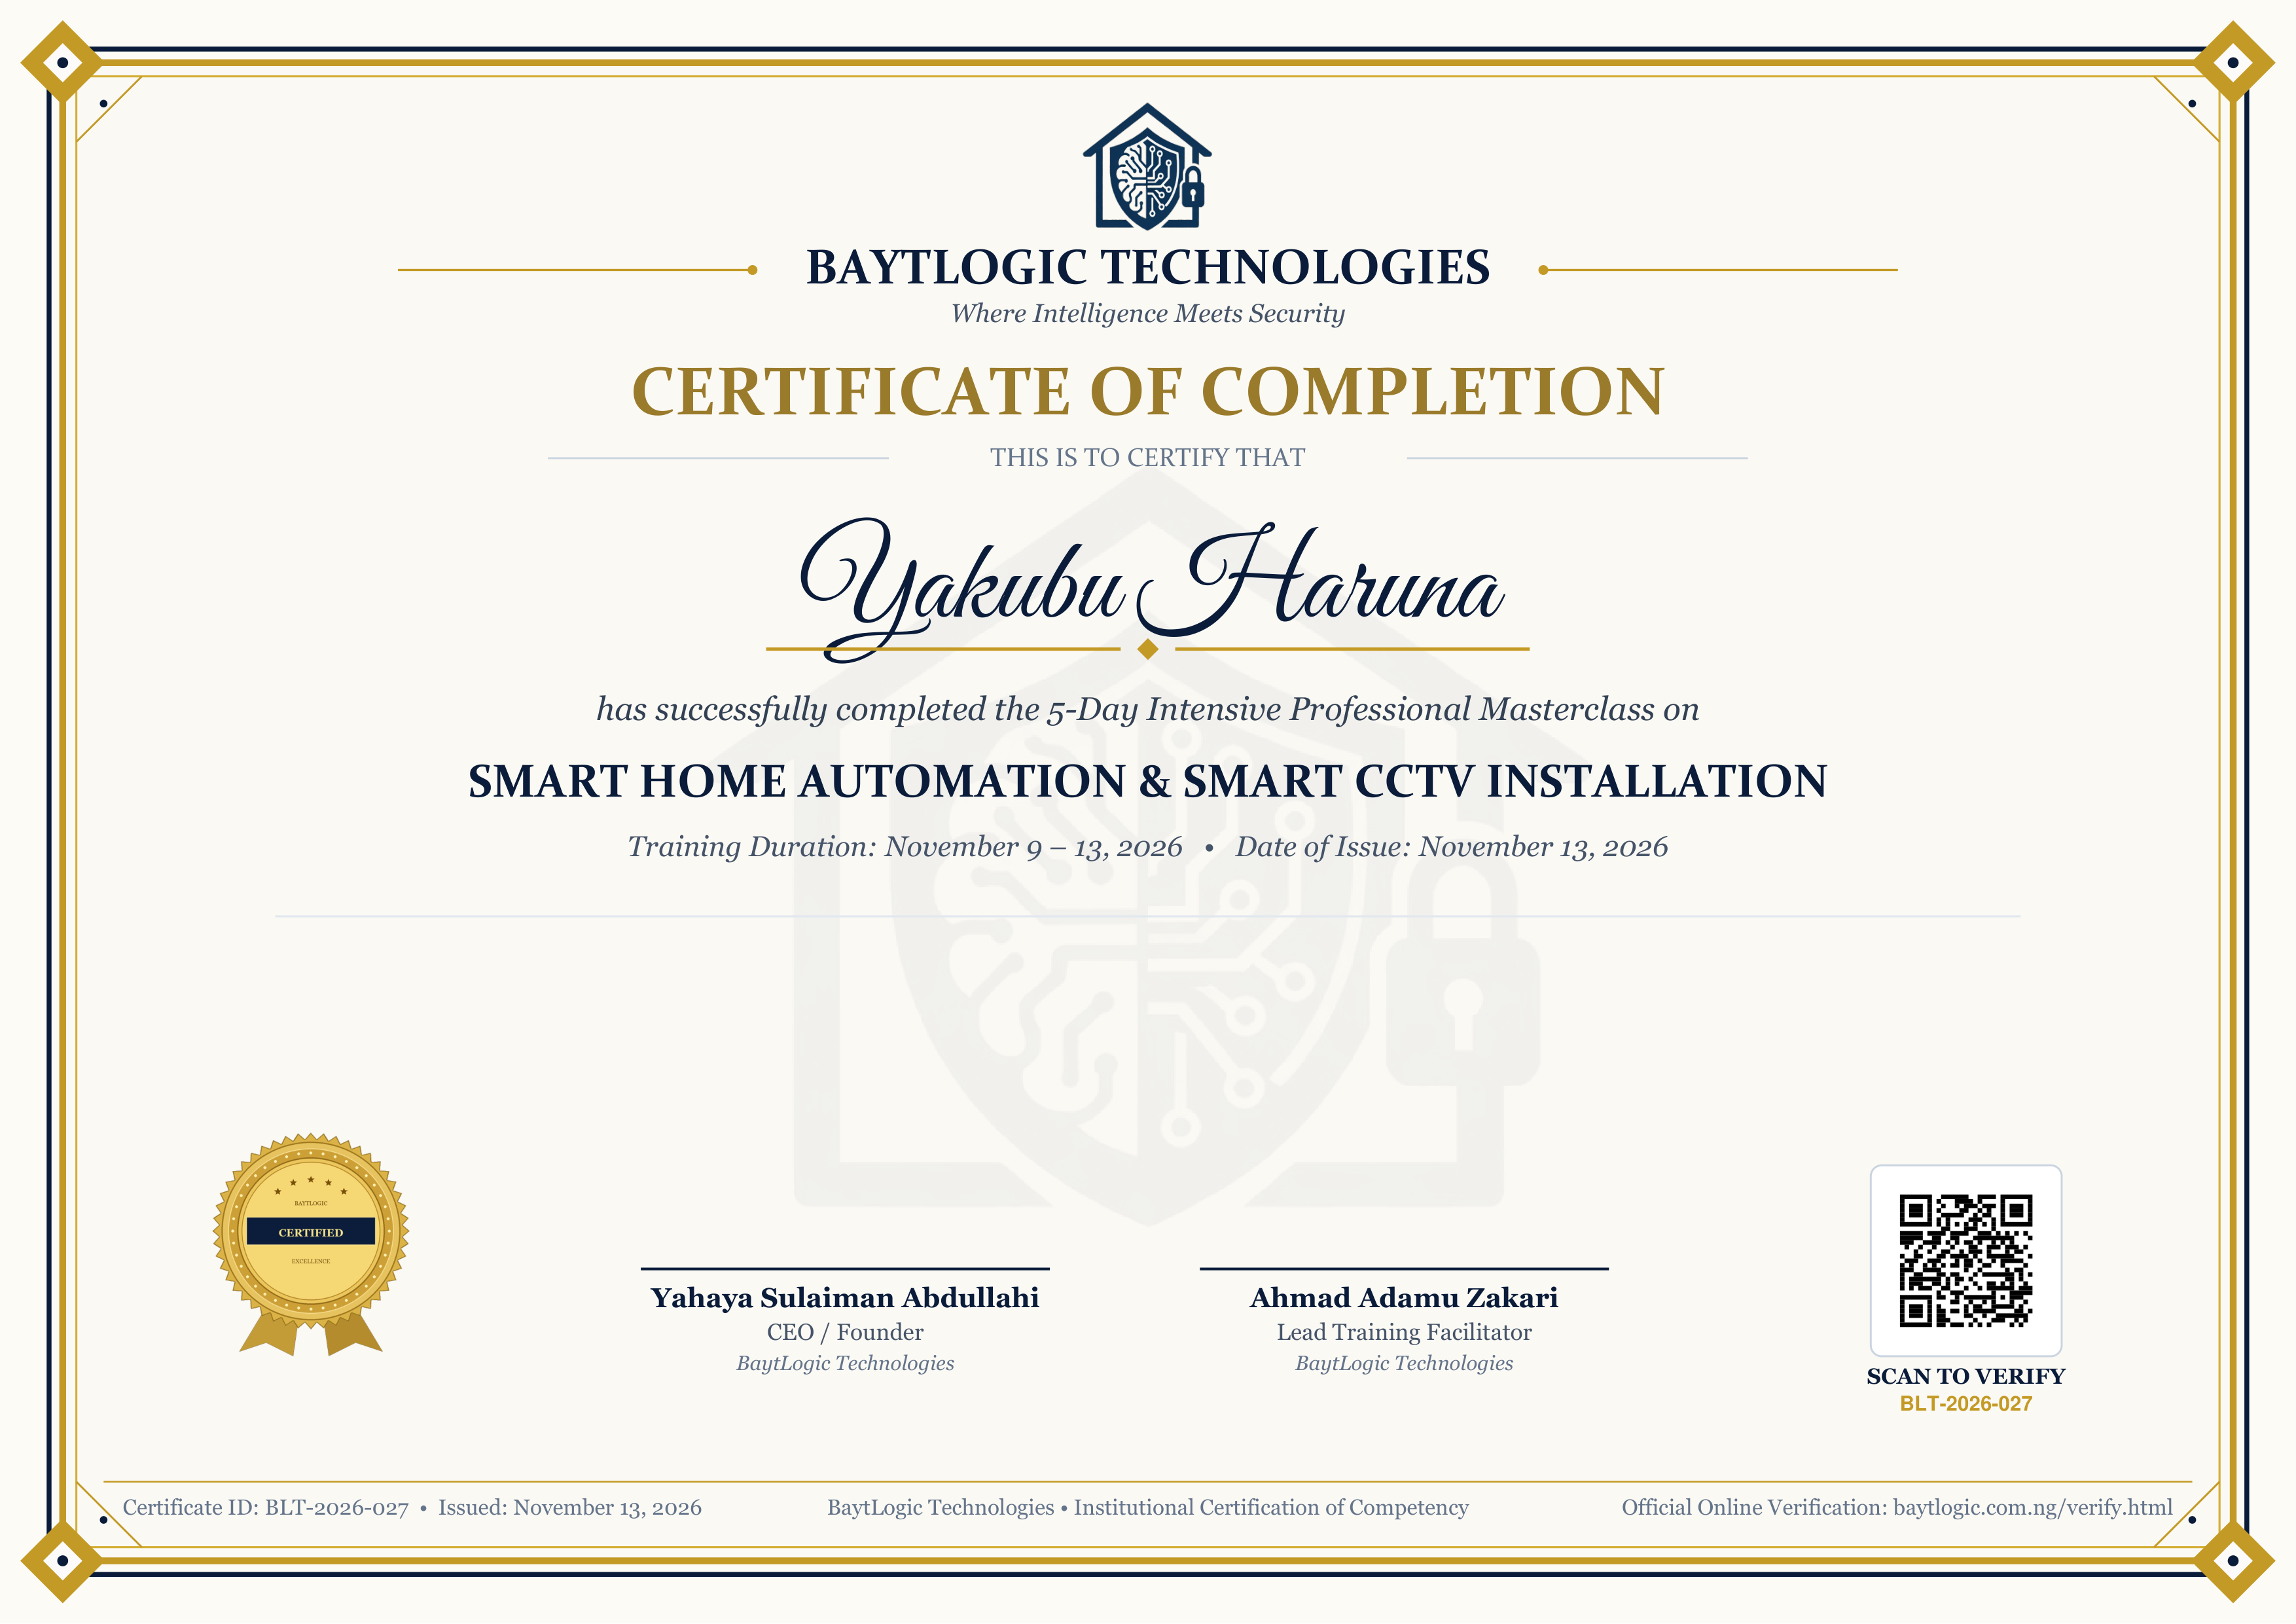 BAYTLOGIC TECHNOLOGIES
Where Intelligence Meets Security
CERTIFICATE OF COMPLETION
THIS IS TO CERTIFY THAT
Yakubu Haruna
has successfully completed the 5-Day Intensive Professional Masterclass on
SMART HOME AUTOMATION & SMART CCTV INSTALLATION
Training Duration: November 9 – 13, 2026 • Date of Issue: November 13, 2026
BAYTLOGIC
CERTIFIED
EXCELLENCE
Yahaya Sulaiman Abdullahi
CEO / Founder
BaytLogic Technologies
Ahmad Adamu Zakari
Lead Training Facilitator
BaytLogic Technologies
SCAN TO VERIFY
BLT-2026-027
Certificate ID: BLT-2026-027 • Issued: November 13, 2026
BaytLogic Technologies • Institutional Certification of Competency
Official Online Verification: baytlogic.com.ng/verify.html